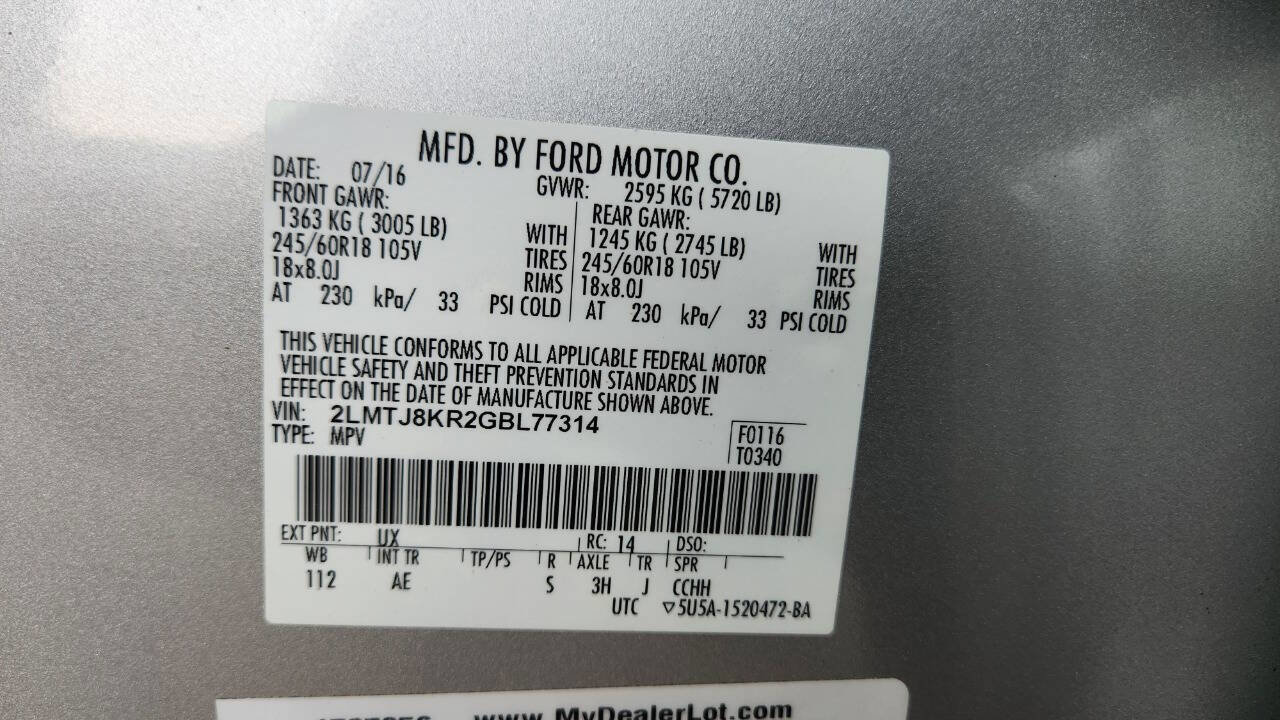 MFD. BY FORD MOTOR CO.
DATE: 07/16 GVWR: 2595 KG ( 5720 LB)
FRONT GAWR: REAR GAWR:
1363 KG ( 3005 LB) WITH 1245 KG ( 2745 LB) WITH
245/60R18 105V TIRES 245/60R18 105V TIRES
18x8.0J RIMS 18x8.0J RIMS
AT 230 kPa/ 33 PSI COLD AT 230 kPa/ 33 PSI COLD
THIS VEHICLE CONFORMS TO ALL APPLICABLE FEDERAL MOTOR
VEHICLE SAFETY AND THEFT PREVENTION STANDARDS IN
EFFECT ON THE DATE OF MANUFACTURE SHOWN ABOVE.
VIN: 2LMTJ8KR2GBL77314
TYPE: MPV
F0116
T0340
EXT PNT: UX RC: 14 DSO:
WB INT TR TP/PS R AXLE TR SPR
112 AE S 3H J CCHH
UTC ▽5U5A-1520472-BA
www.MyDealerLot.com